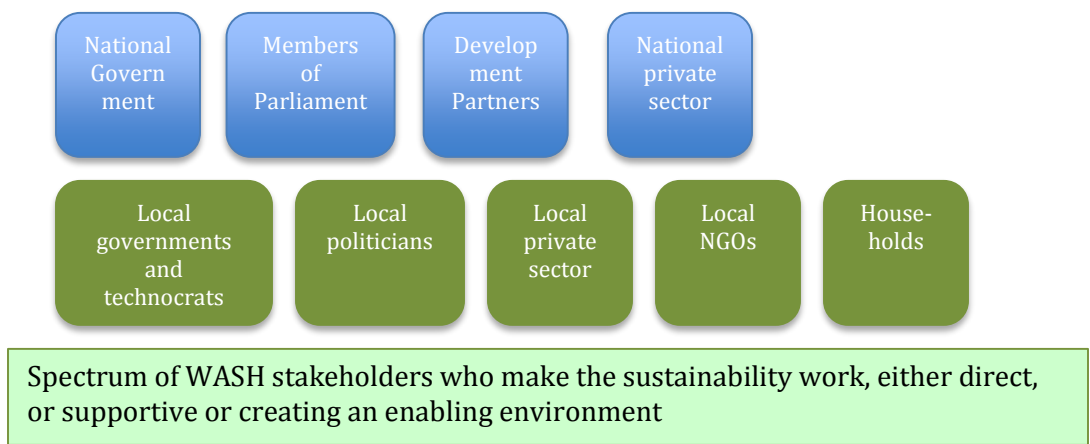 National
Govern
ment
Members
of
Parliament
Develop
ment
Partners
National
private
sector
Local
governments
and
technocrats
Local
politicians
Local
private
sector
Local
NGOs
House-
holds
Spectrum of WASH stakeholders who make the sustainability work, either direct,
or supportive or creating an enabling environment